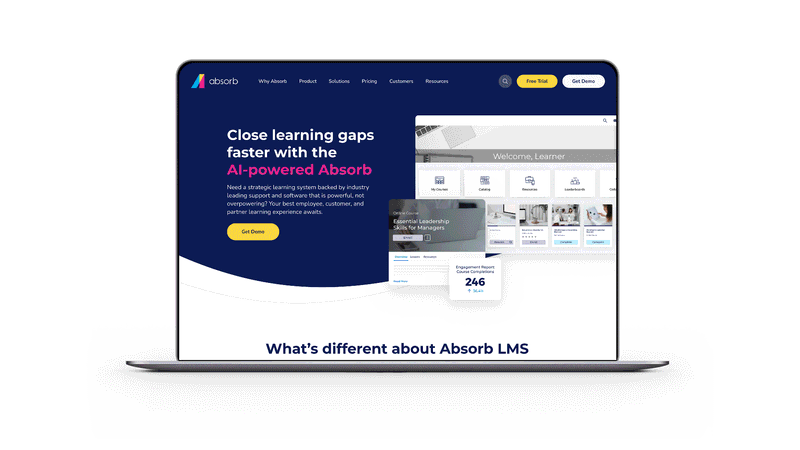 absorb
Why Absorb
Product
Solutions
Pricing
Customers
Resources
Free Trial
Get Demo
Close learning gaps
faster with the
AI-powered Absorb
Need a strategic learning system backed by industry
leading support and software that is powerful, not
overpowering? Your best employee, customer, and
partner learning experience awaits.
Get Demo
Welcome, Learner
My Courses
Catalog
Resources
Leaderboards
Online Course
Essential Leadership
Skills for Managers
START
Overview
Engagement Report:
Course Completions
246
What's different about Absorb LMS